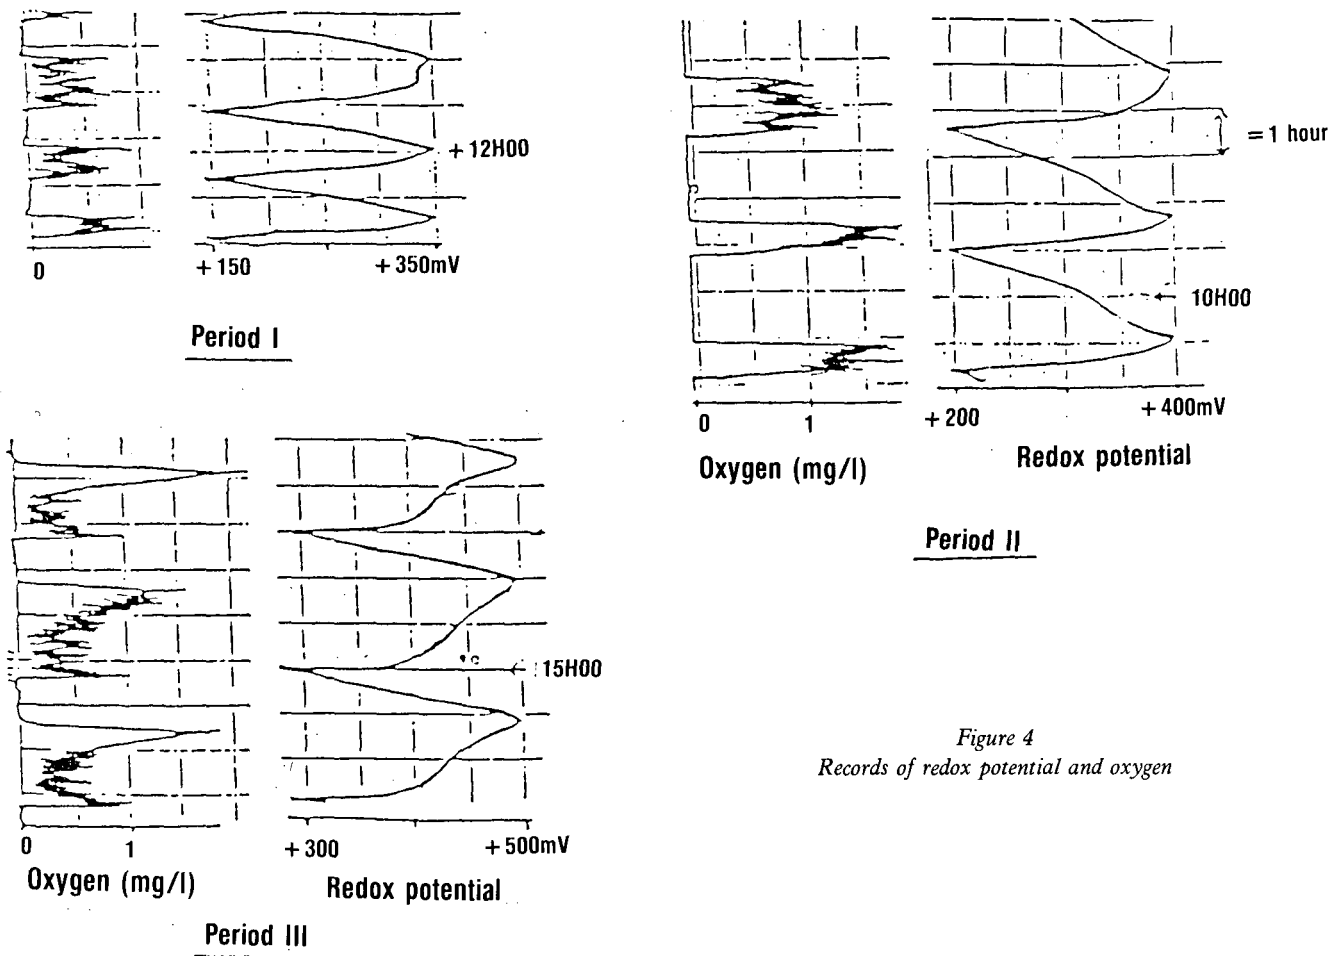 + 12H00
0
+ 150
+ 350mV
Period I
= 1 hour
10H00
0
1
+ 200
+ 400mV
Oxygen (mg/l)
Redox potential
Period II
15H00
0
1
+ 300
+ 500mV
Oxygen (mg/l)
Redox potential
Period III
Figure 4
Records of redox potential and oxygen